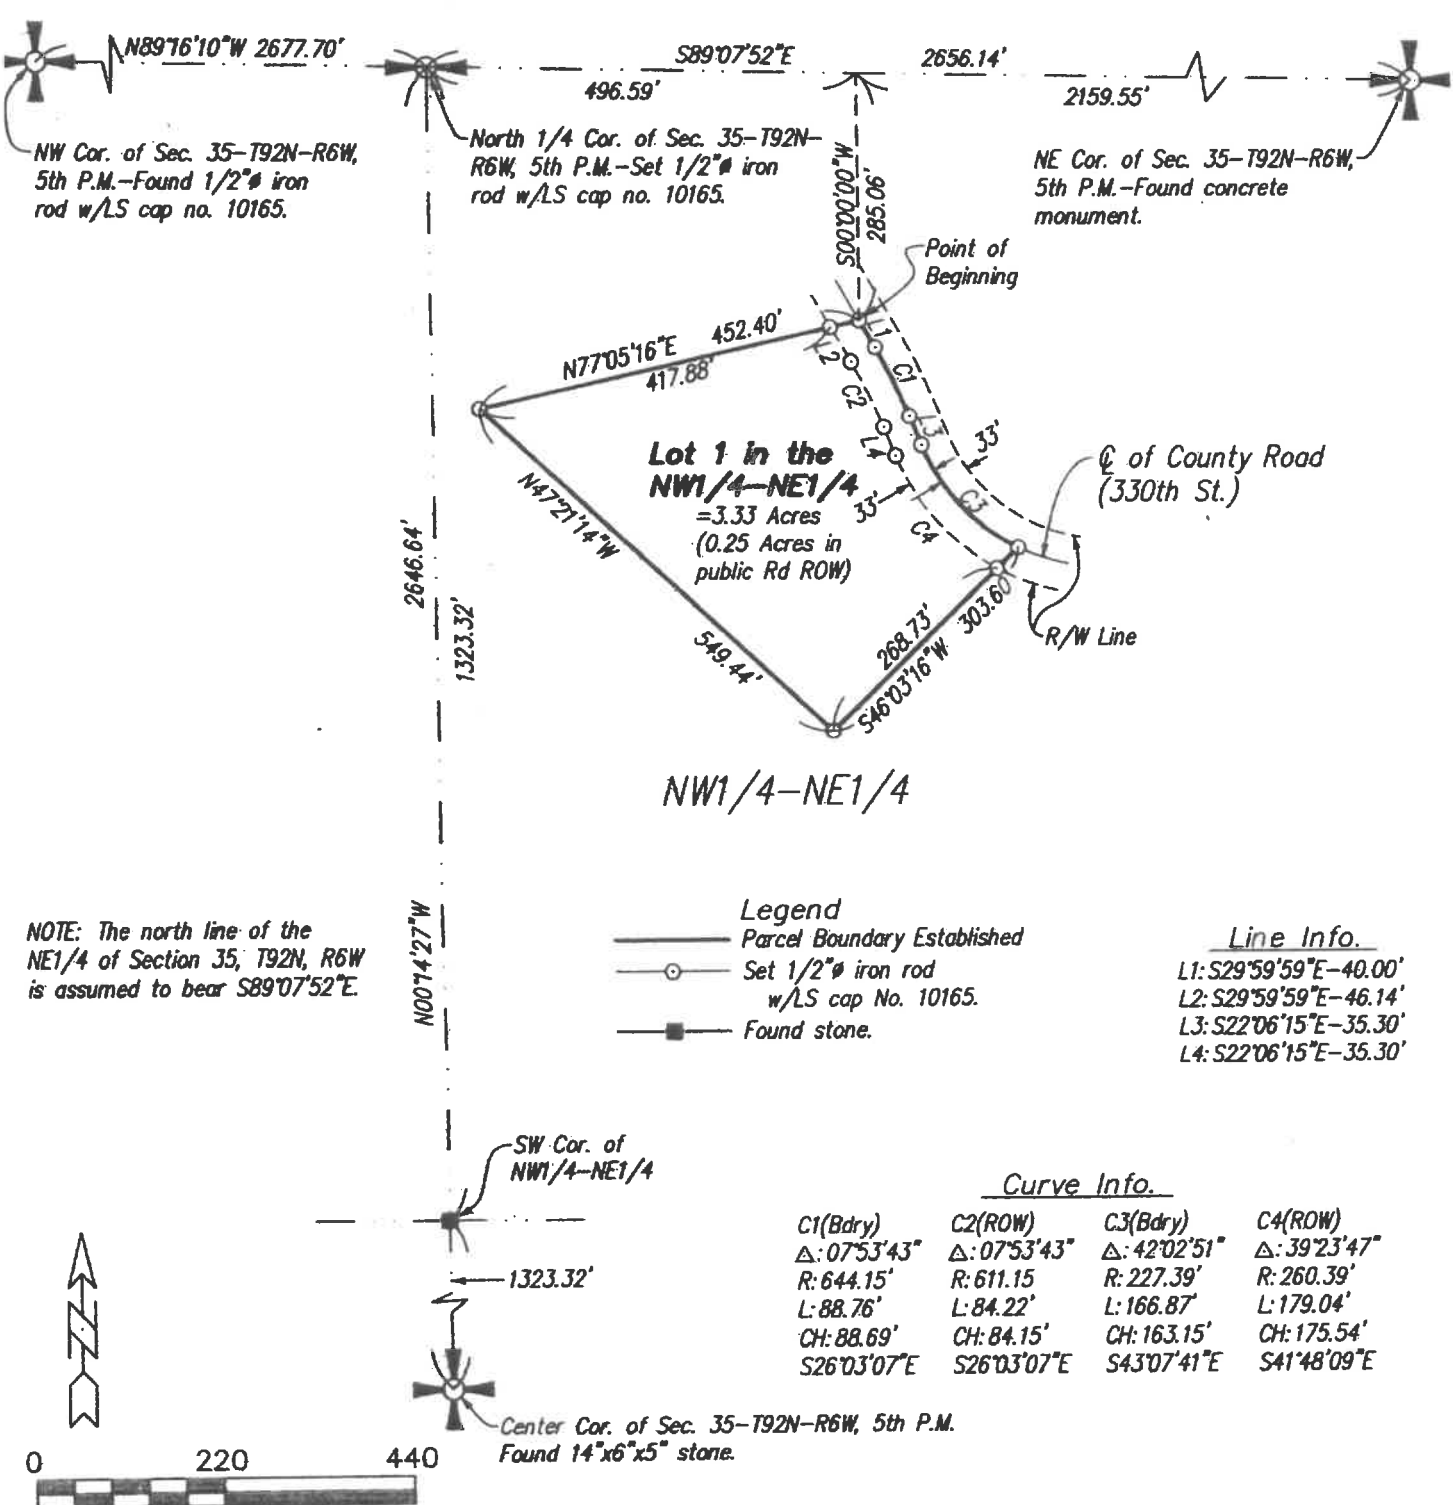 N89°16'10"W 2677.70'
S89°07'52"E
2656.14'
496.59'
2159.55'
NW Cor. of Sec. 35-T92N-R6W,
5th P.M.-Found 1/2"ø iron
rod w/LS cap no. 10165.
North 1/4 Cor. of Sec. 35-T92N-
R6W, 5th P.M.-Set 1/2"ø iron
rod w/LS cap no. 10165.
NE Cor. of Sec. 35-T92N-R6W,
5th P.M.-Found concrete
monument.
S00°00'00"W
285.06'
Point of
Beginning
N77°05'16"E 452.40'
417.88'
L1
L2
C1
C2
L3
L4
33'
33'
C3
C4
Lot 1 in the
NW1/4-NE1/4
=3.33 Acres
(0.25 Acres in
public Rd ROW)
℄ of County Road
(330th St.)
N47°21'14"W
549.44'
268.73'
303.60'
S46°03'16"W
R/W Line
2646.64'
1323.32'
NW1/4-NE1/4
N00°14'27"W
NOTE: The north line of the
NE1/4 of Section 35, T92N, R6W
is assumed to bear S89°07'52"E.
Legend
Parcel Boundary Established
Set 1/2"ø iron rod
w/LS cap No. 10165.
Found stone.
Line Info.
L1: S29°59'59"E-40.00'
L2: S29°59'59"E-46.14'
L3: S22°06'15"E-35.30'
L4: S22°06'15"E-35.30'
SW Cor. of
NW1/4-NE1/4
1323.32'
Center Cor. of Sec. 35-T92N-R6W, 5th P.M.
Found 14"x6"x5" stone.
Curve Info.
C1(Bdry) C2(ROW) C3(Bdry) C4(ROW)
Δ: 07°53'43" Δ: 07°53'43" Δ: 42°02'51" Δ: 39°23'47"
R: 644.15' R: 611.15 R: 227.39' R: 260.39'
L: 88.76' L: 84.22' L: 166.87' L: 179.04'
CH: 88.69' CH: 84.15' CH: 163.15' CH: 175.54'
S26°03'07"E S26°03'07"E S43°07'41"E S41°48'09"E
N
0 220 440